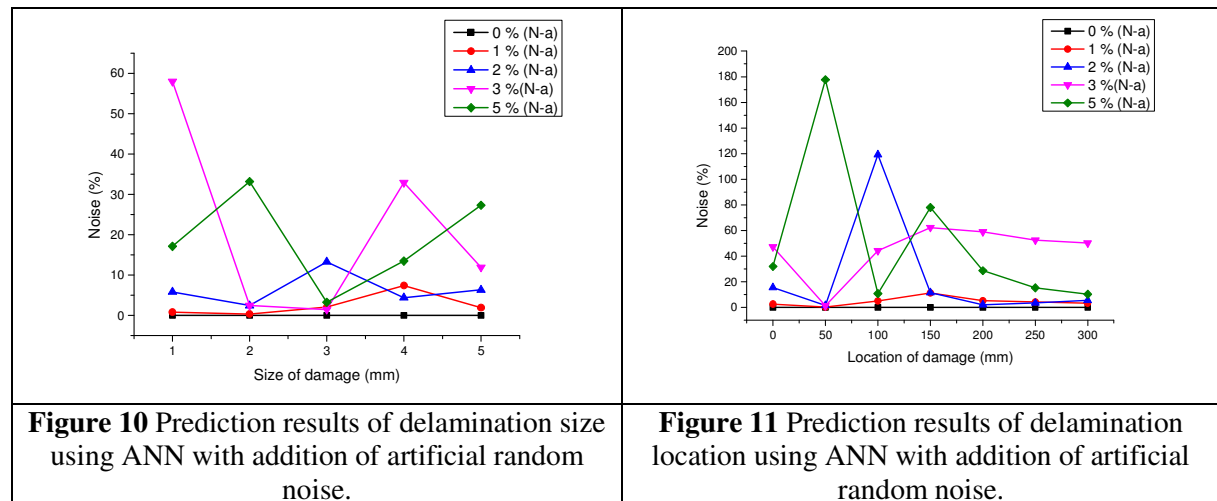 0 % (N-a)
1 % (N-a)
2 % (N-a)
3 %(N-a)
5 % (N-a)
60
50
40
30
20
10
0
Noise (%)
1 2 3 4 5
Size of damage (mm)
0 % (N-a)
1 % (N-a)
2 % (N-a)
3 %(N-a)
5 % (N-a)
200
180
160
140
120
100
80
60
40
20
0
Noise (%)
0 50 100 150 200 250 300
Location of damage (mm)
Figure 10 Prediction results of delamination size
using ANN with addition of artificial random
noise.
Figure 11 Prediction results of delamination
location using ANN with addition of artificial
random noise.